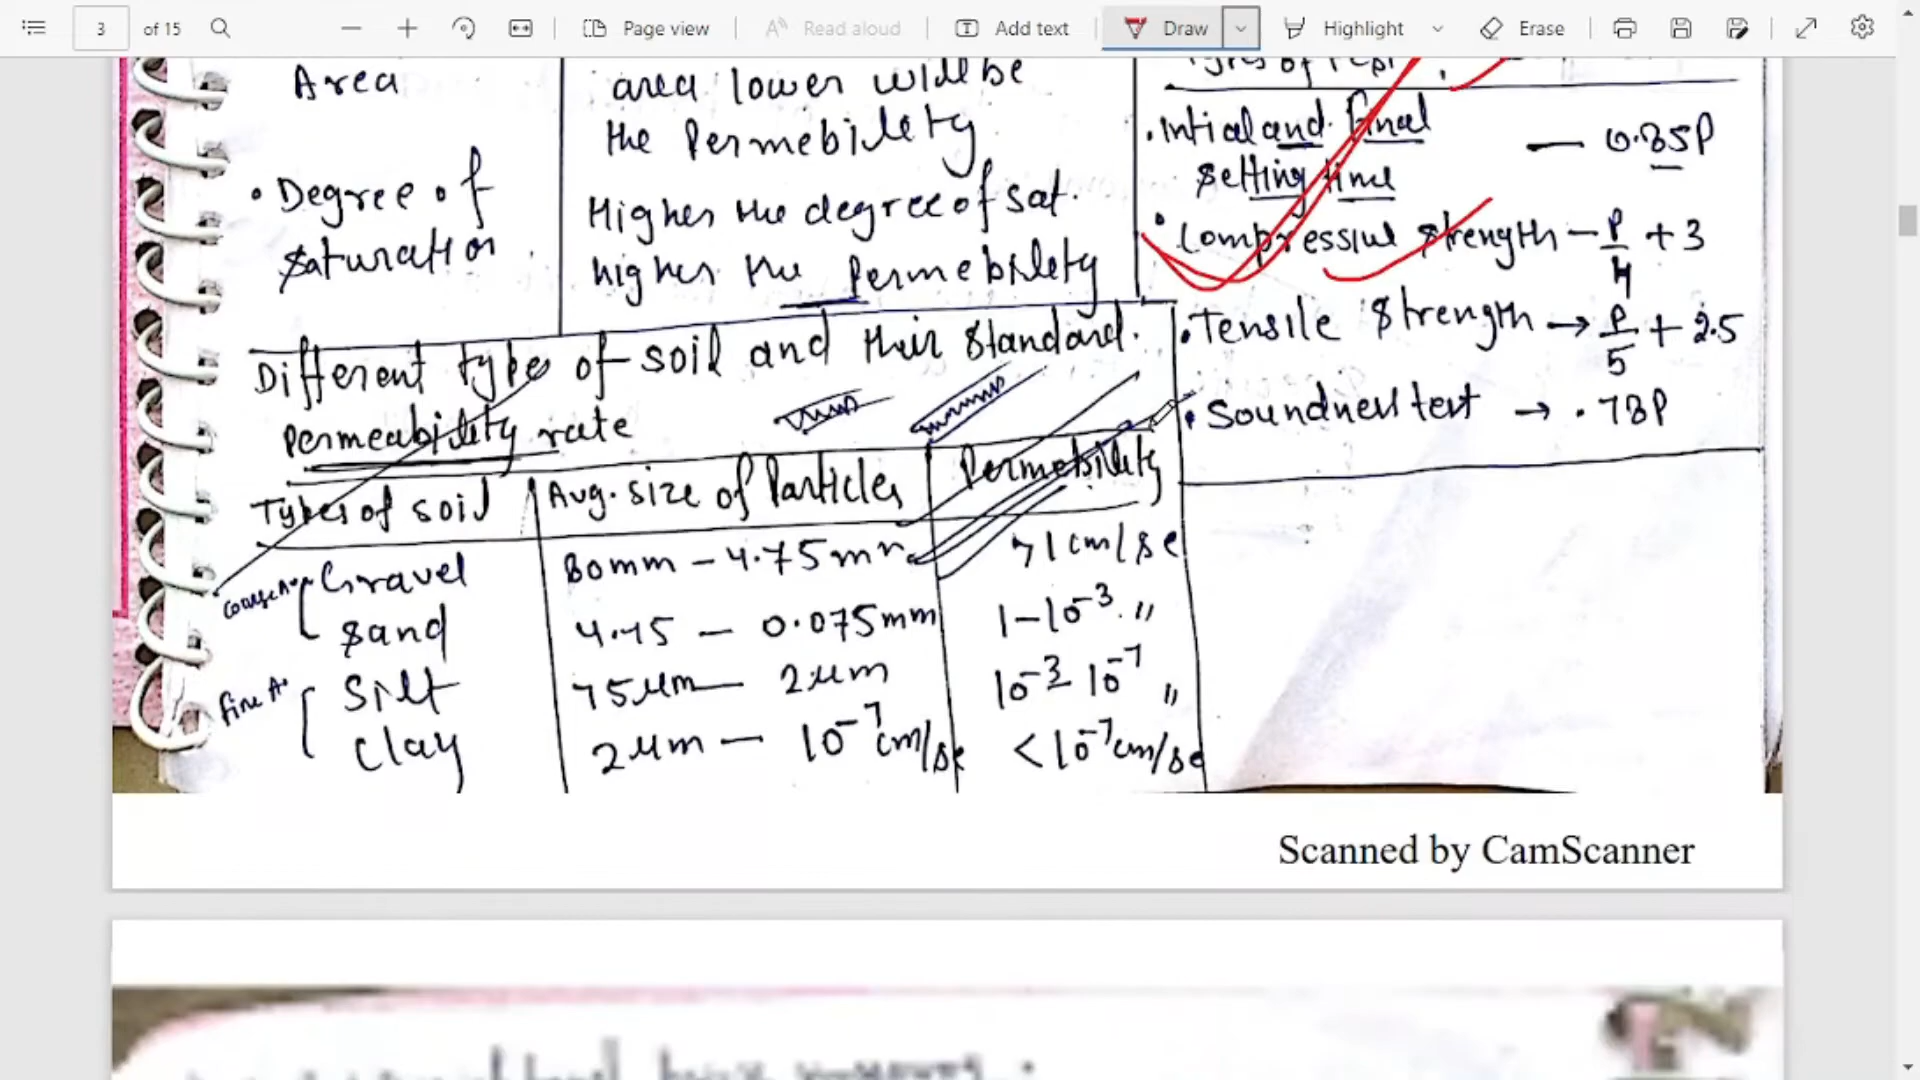 3 of 15 Page view Read aloud Add text Draw Highlight Erase
Area
area lower will be
the Permebility
• Degree of
Saturation
Higher the degree of sat.
higher the permebility
• Intial and final — 0.85P
setting time
• Compressive strength — P/4 + 3
• Tensile Strength → P/5 + 2.5
• Soundness test → .78P
Different type of soil and their Standard.
permeability rate
Types of soil Avg. size of Particles Permebility
Gravel 80mm – 4.75mm >1 cm/se
Sand 4.75 — 0.075mm 1–10⁻³ "
Silt 75μm — 2μm 10⁻³ 10⁻⁷ "
Clay 2μm — 10⁻⁷ cm/se <10⁻⁷cm/se
Fine A.
Scanned by CamScanner